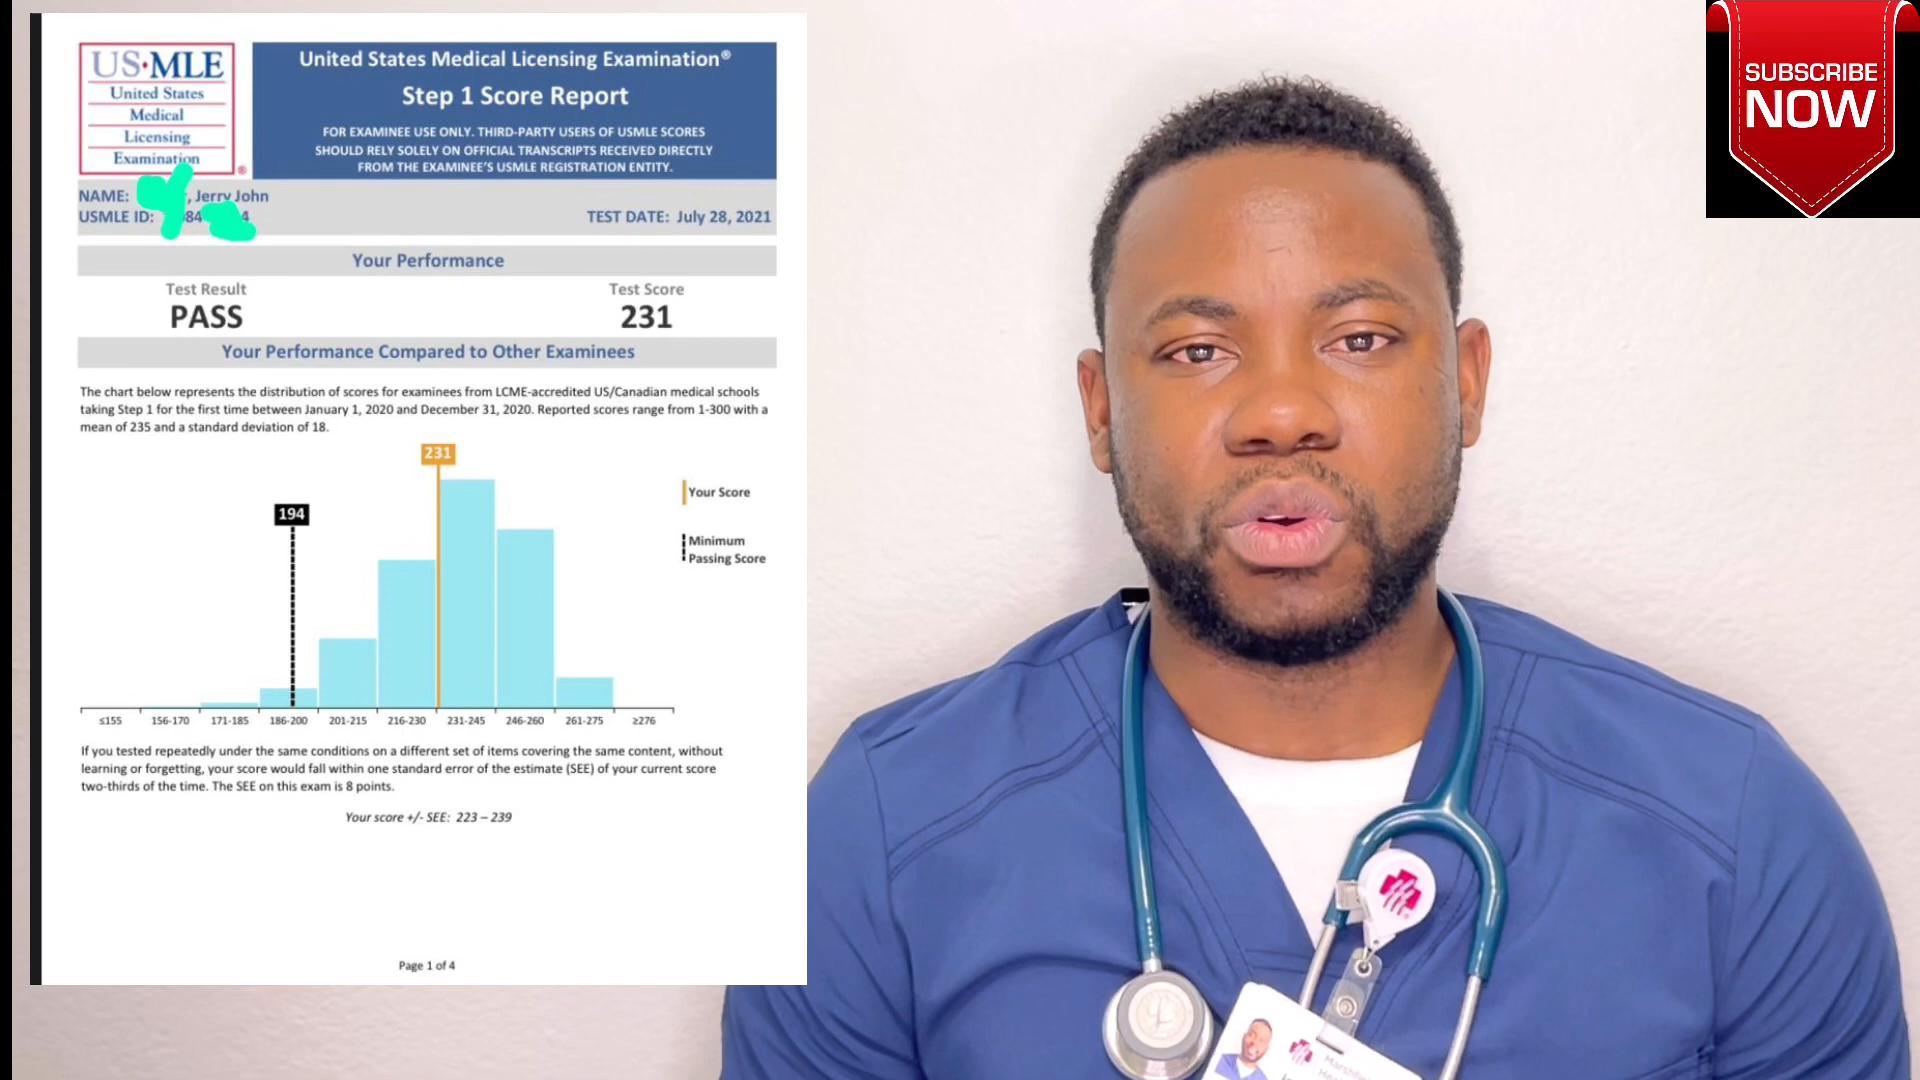 US·MLE
United States
Medical
Licensing
Examination
®
United States Medical Licensing Examination®
Step 1 Score Report
FOR EXAMINEE USE ONLY. THIRD-PARTY USERS OF USMLE SCORES
SHOULD RELY SOLELY ON OFFICIAL TRANSCRIPTS RECEIVED DIRECTLY
FROM THE EXAMINEE'S USMLE REGISTRATION ENTITY.
NAME: , Jerry John
USMLE ID: 84 4
TEST DATE: July 28, 2021
Your Performance
Test Result
PASS
Test Score
231
Your Performance Compared to Other Examinees
The chart below represents the distribution of scores for examinees from LCME-accredited US/Canadian medical schools
taking Step 1 for the first time between January 1, 2020 and December 31, 2020. Reported scores range from 1-300 with a
mean of 235 and a standard deviation of 18.
231
194
Your Score
Minimum
Passing Score
≤155 156-170 171-185 186-200 201-215 216-230 231-245 246-260 261-275 ≥276
If you tested repeatedly under the same conditions on a different set of items covering the same content, without
learning or forgetting, your score would fall within one standard error of the estimate (SEE) of your current score
two-thirds of the time. The SEE on this exam is 8 points.
Your score +/- SEE: 223 – 239
Page 1 of 4
SUBSCRIBE
NOW